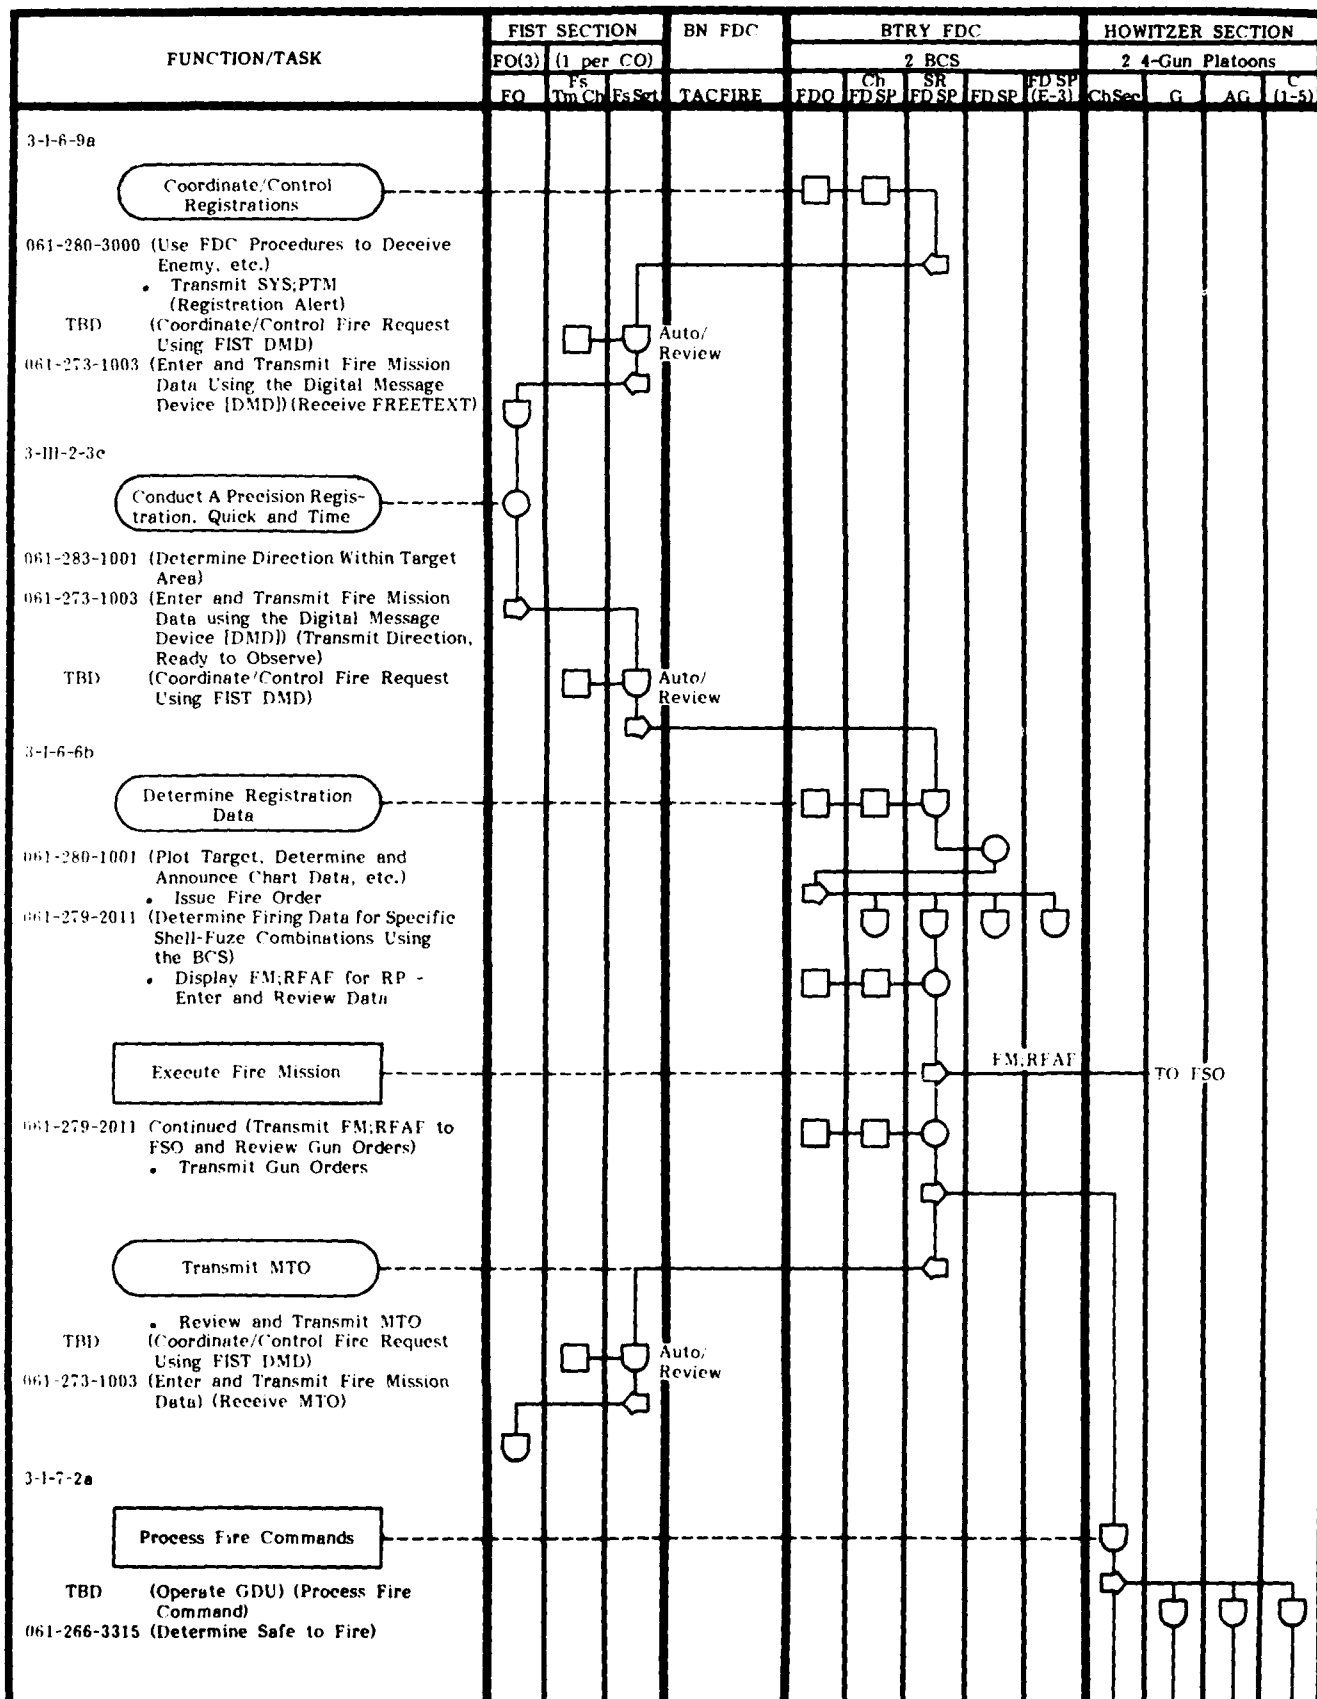 FUNCTION/TASK
FIST SECTION
BN FDC
BTRY FDC
HOWITZER SECTION
FO(3)
(1 per CO)
2 BCS
2 4-Gun Platoons
FO
Fs
Tm Ch
Fs Sgt
TACFIRE
FDO
Ch
FD SP
SR
FD SP
FD SP
FD SP
(E-3)
Ch Sec
G
AG
C
(1-5)
3-I-6-9a
Coordinate/Control
Registrations
061-280-3000 (Use FDC Procedures to Deceive
Enemy, etc.)
• Transmit SYS;PTM
(Registration Alert)
TBD (Coordinate/Control Fire Request
Using FIST DMD)
Auto/
Review
061-273-1003 (Enter and Transmit Fire Mission
Data Using the Digital Message
Device [DMD]) (Receive FREETEXT)
3-III-2-3c
Conduct A Precision Regis-
tration, Quick and Time
061-283-1001 (Determine Direction Within Target
Area)
061-273-1003 (Enter and Transmit Fire Mission
Data using the Digital Message
Device [DMD]) (Transmit Direction,
Ready to Observe)
TBD (Coordinate/Control Fire Request
Using FIST DMD)
Auto/
Review
3-I-6-6b
Determine Registration
Data
061-280-1001 (Plot Target, Determine and
Announce Chart Data, etc.)
• Issue Fire Order
061-279-2011 (Determine Firing Data for Specific
Shell-Fuze Combinations Using
the BCS)
• Display FM;RFAF for RP -
Enter and Review Data
Execute Fire Mission
FM;RFAF
TO FSO
061-279-2011 Continued (Transmit FM;RFAF to
FSO and Review Gun Orders)
• Transmit Gun Orders
Transmit MTO
• Review and Transmit MTO
TBD (Coordinate/Control Fire Request
Using FIST DMD)
Auto/
Review
061-273-1003 (Enter and Transmit Fire Mission
Data) (Receive MTO)
3-I-7-2a
Process Fire Commands
TBD (Operate GDU) (Process Fire
Command)
061-266-3315 (Determine Safe to Fire)